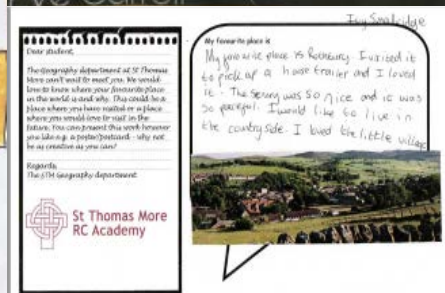 Dear student,
The Geography department at St Thomas
More can't wait to meet you. We would
love to know where your favourite place
in the world is and why. This could be a
place where you have visited or a place
where you would love to visit in the
future. You can present this work however
you like e.g. a poster/postcard - why not
be as creative as you can?
Regards,
The STM Geography department
St Thomas More
RC Academy
Ivy Smallridge
My favourite place is
My favourite place is Rothbury. I visited it
to pick up a horse trailer and I loved
it. The senery was so nice and it was
so peaceful. I would like to live in
the countryside. I loved the little village